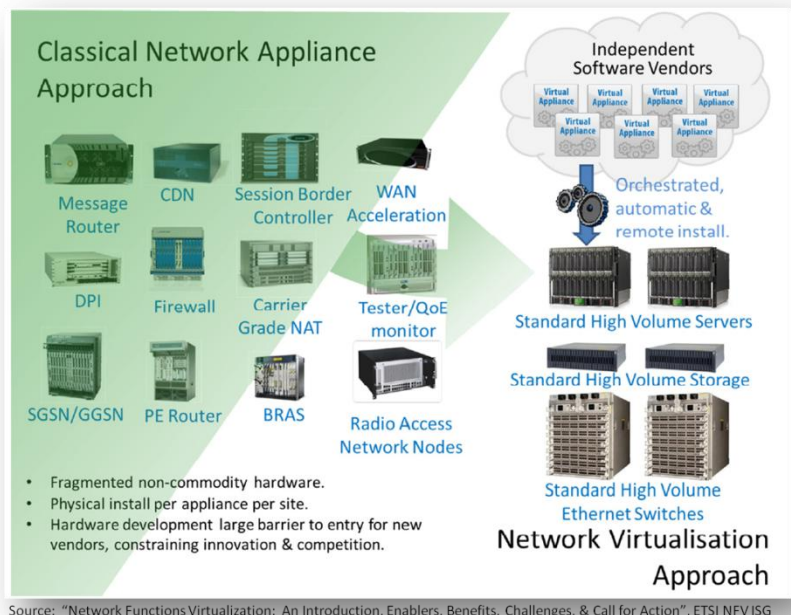 Classical Network Appliance
Approach
Message
Router
CDN
Session Border
Controller
WAN
Acceleration
DPI
Firewall
Carrier
Grade NAT
Tester/QoE
monitor
SGSN/GGSN
PE Router
BRAS
Radio Access
Network Nodes
• Fragmented non-commodity hardware.
• Physical install per appliance per site.
• Hardware development large barrier to entry for new
vendors, constraining innovation & competition.
Independent
Software Vendors
Virtual
Appliance
Virtual
Appliance
Virtual
Appliance
Virtual
Appliance
Virtual
Appliance
Virtual
Appliance
Virtual
Appliance
Orchestrated,
automatic &
remote install.
Standard High Volume Servers
Standard High Volume Storage
Standard High Volume
Ethernet Switches
Network Virtualisation
Approach
Source: "Network Functions Virtualization: An Introduction, Enablers, Benefits, Challenges, & Call for Action", ETSI NFV ISG